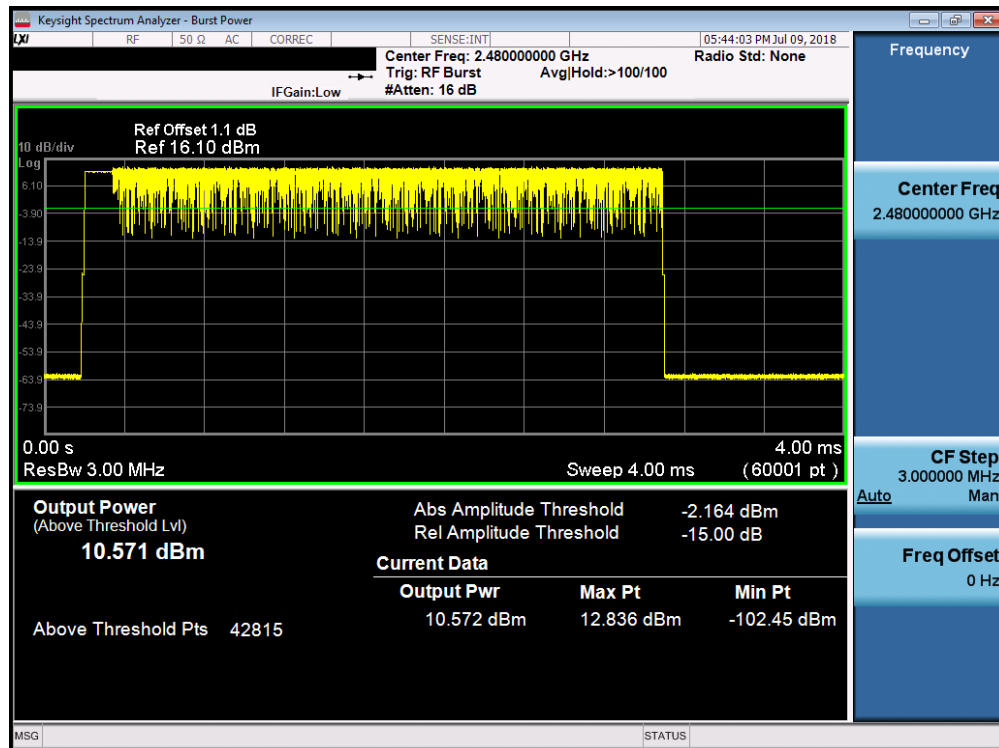 Keysight Spectrum Analyzer - Burst Power
LXI RF 50 Ω AC CORREC SENSE:INT 05:44:03 PM Jul 09, 2018
Center Freq: 2.480000000 GHz Radio Std: None
Trig: RF Burst Avg|Hold:>100/100
IFGain:Low #Atten: 16 dB
Ref Offset 1.1 dB
10 dB/div Ref 16.10 dBm
Log
6.10
-3.90
-13.9
-23.9
-33.9
-43.9
-53.9
-63.9
-73.9
0.00 s 4.00 ms
ResBw 3.00 MHz Sweep 4.00 ms (60001 pt)
Output Power
(Above Threshold Lvl)
10.571 dBm
Above Threshold Pts 42815
Abs Amplitude Threshold -2.164 dBm
Rel Amplitude Threshold -15.00 dB
Current Data
Output Pwr Max Pt Min Pt
10.572 dBm 12.836 dBm -102.45 dBm
Frequency
Center Freq
2.480000000 GHz
CF Step
3.000000 MHz
Auto Man
Freq Offset
0 Hz
MSG STATUS